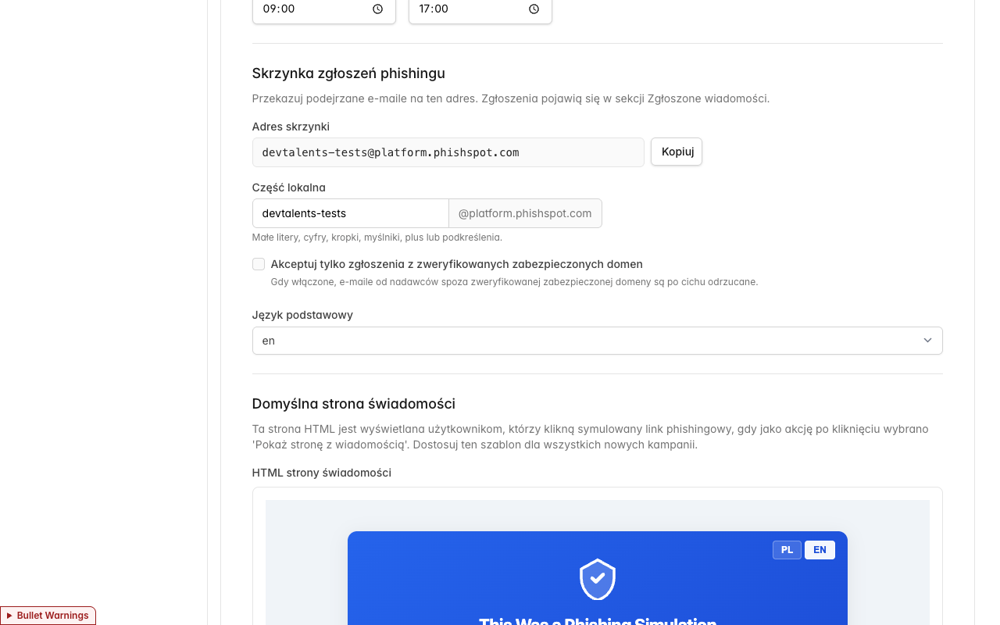 09:00 17:00
Skrzynka zgłoszeń phishingu
Przekazuj podejrzane e-maile na ten adres. Zgłoszenia pojawią się w sekcji Zgłoszone wiadomości.
Adres skrzynki
devtalents-tests@platform.phishspot.com Kopiuj
Część lokalna
devtalents-tests @platform.phishspot.com
Małe litery, cyfry, kropki, myślniki, plus lub podkreślenia.
Akceptuj tylko zgłoszenia z zweryfikowanych zabezpieczonych domen
Gdy włączone, e-maile od nadawców spoza zweryfikowanej zabezpieczonej domeny są po cichu odrzucane.
Język podstawowy
en
Domyślna strona świadomości
Ta strona HTML jest wyświetlana użytkownikom, którzy klikną symulowany link phishingowy, gdy jako akcję po kliknięciu wybrano
'Pokaż stronę z wiadomością'. Dostosuj ten szablon dla wszystkich nowych kampanii.
HTML strony świadomości
PL EN
This Was a Phishing Simulation
Bullet Warnings